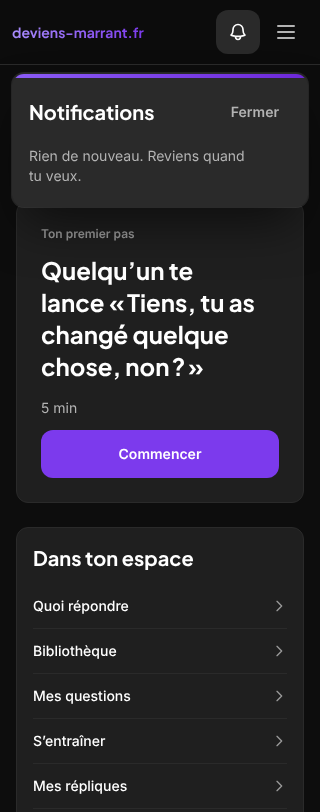 deviens-marrant.fr
Notifications
Fermer
Rien de nouveau. Reviens quand
tu veux.
Ton premier pas
Quelqu’un te
lance « Tiens, tu as
changé quelque
chose, non ? »
5 min
Commencer
Dans ton espace
Quoi répondre
Bibliothèque
Mes questions
S’entraîner
Mes répliques